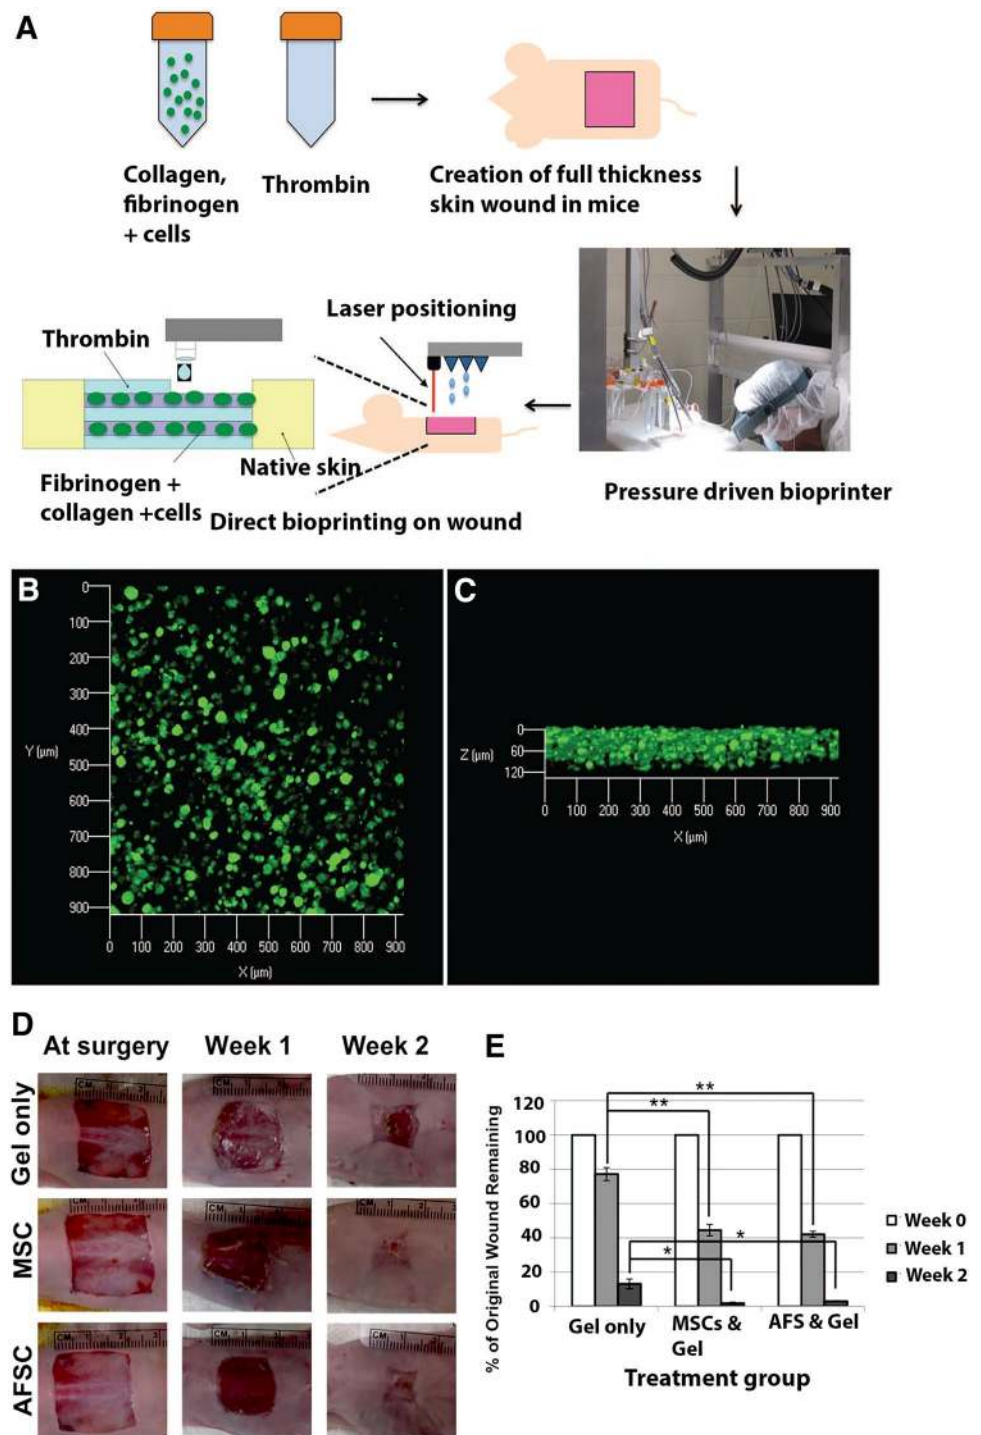 A
Collagen,
fibrinogen
+ cells
Thrombin
Creation of full thickness
skin wound in mice
Laser positioning
Thrombin
Native skin
Fibrinogen +
collagen +cells
Direct bioprinting on wound
Pressure driven bioprinter
B
0
100
200
300
400
500
600
700
800
900
Y (µm)
0 100 200 300 400 500 600 700 800 900
X (µm)
C
0
60
120
Z (µm)
0 100 200 300 400 500 600 700 800 900
X (µm)
D
At surgery Week 1 Week 2
Gel only
MSC
AFSC
E
% of Original Wound Remaining
120
100
80
60
40
20
0
**
**
*
*
Gel only
MSCs &
Gel
AFS & Gel
Treatment group
Week 0
Week 1
Week 2